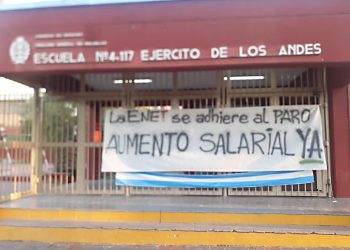 ESCUELA Nº4-117 EJERCITO DE LOS ANDES
La ENET se adhiere al PARO
AUMENTO SALARIAL YA